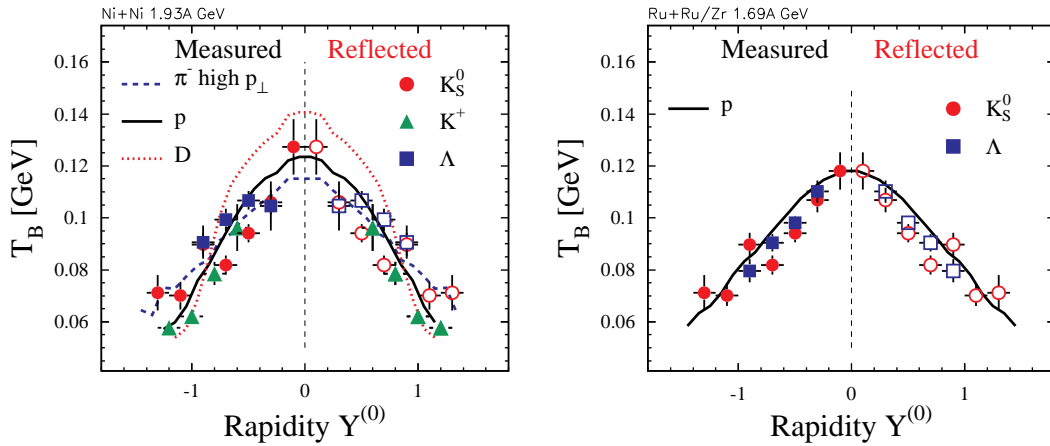 Ni+Ni 1.93A GeV
Measured Reflected
π⁻ high p⊥
p
D
K⁰S
K⁺
Λ
0.16
0.14
0.12
0.1
0.08
0.06
T_B [GeV]
-1 0 1
Rapidity Y⁽⁰⁾
Ru+Ru/Zr 1.69A GeV
Measured Reflected
p
K⁰S
Λ
0.16
0.14
0.12
0.1
0.08
0.06
T_B [GeV]
-1 0 1
Rapidity Y⁽⁰⁾